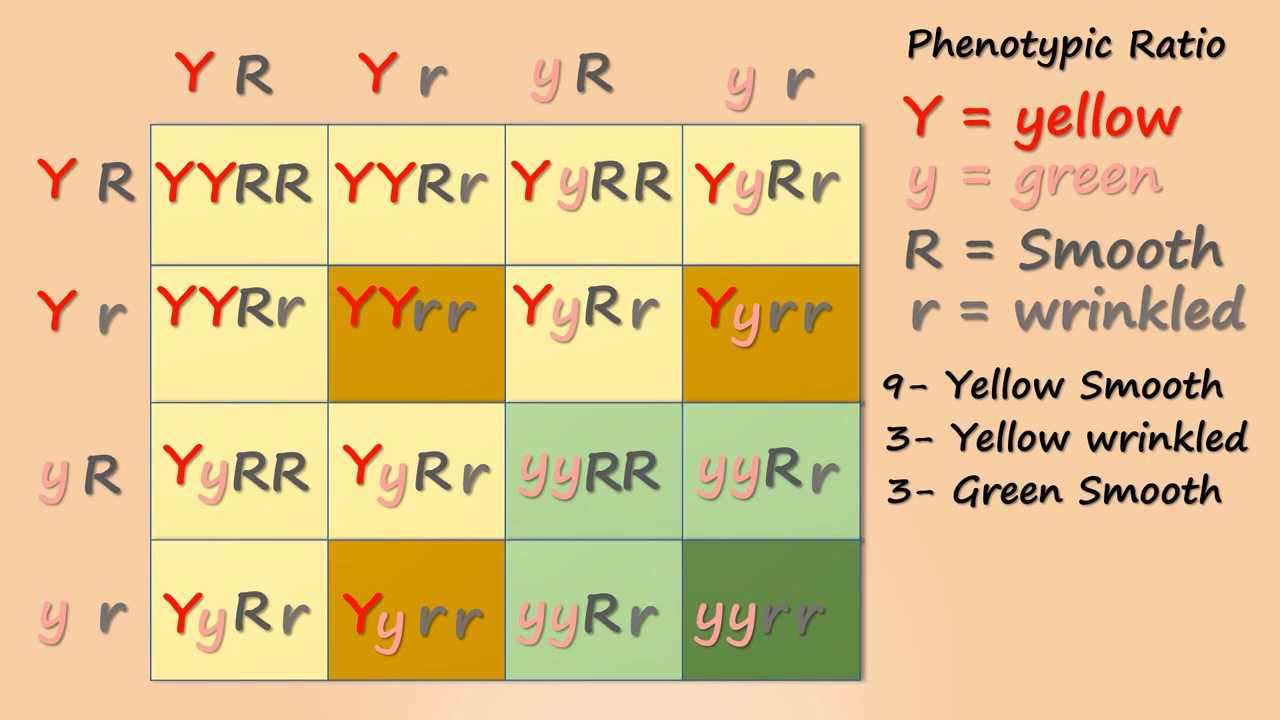 Phenotypic Ratio
Y R Y r y R y r
Y = yellow
y = green
Y R YYRR YYRr YyRR YyRr
R = Smooth
r = wrinkled
Y r YYRr YYrr YyRr Yyrr
9- Yellow Smooth
3- Yellow wrinkled
3- Green Smooth
y R YyRR YyRr yyRR yyRr
y r YyRr Yyrr yyRr yyrr